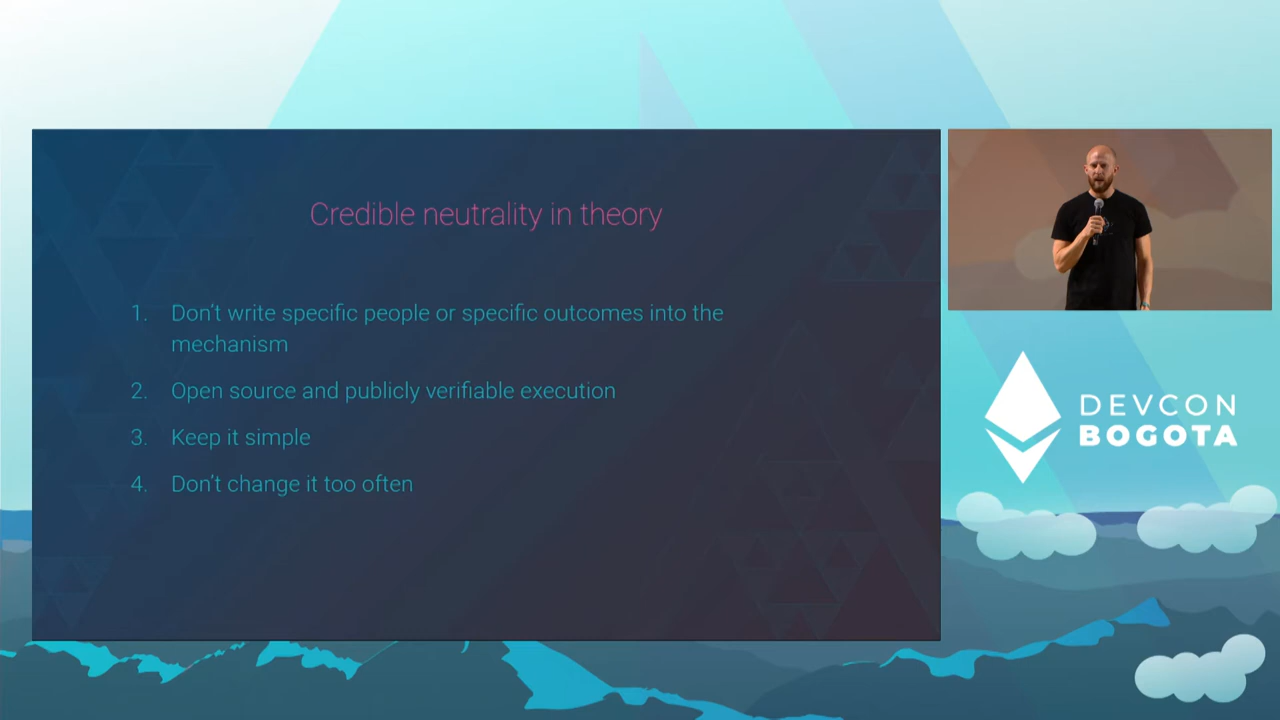 Credible neutrality in theory
1. Don't write specific people or specific outcomes into the
mechanism
2. Open source and publicly verifiable execution
3. Keep it simple
4. Don't change it too often
DEVCON
BOGOTA